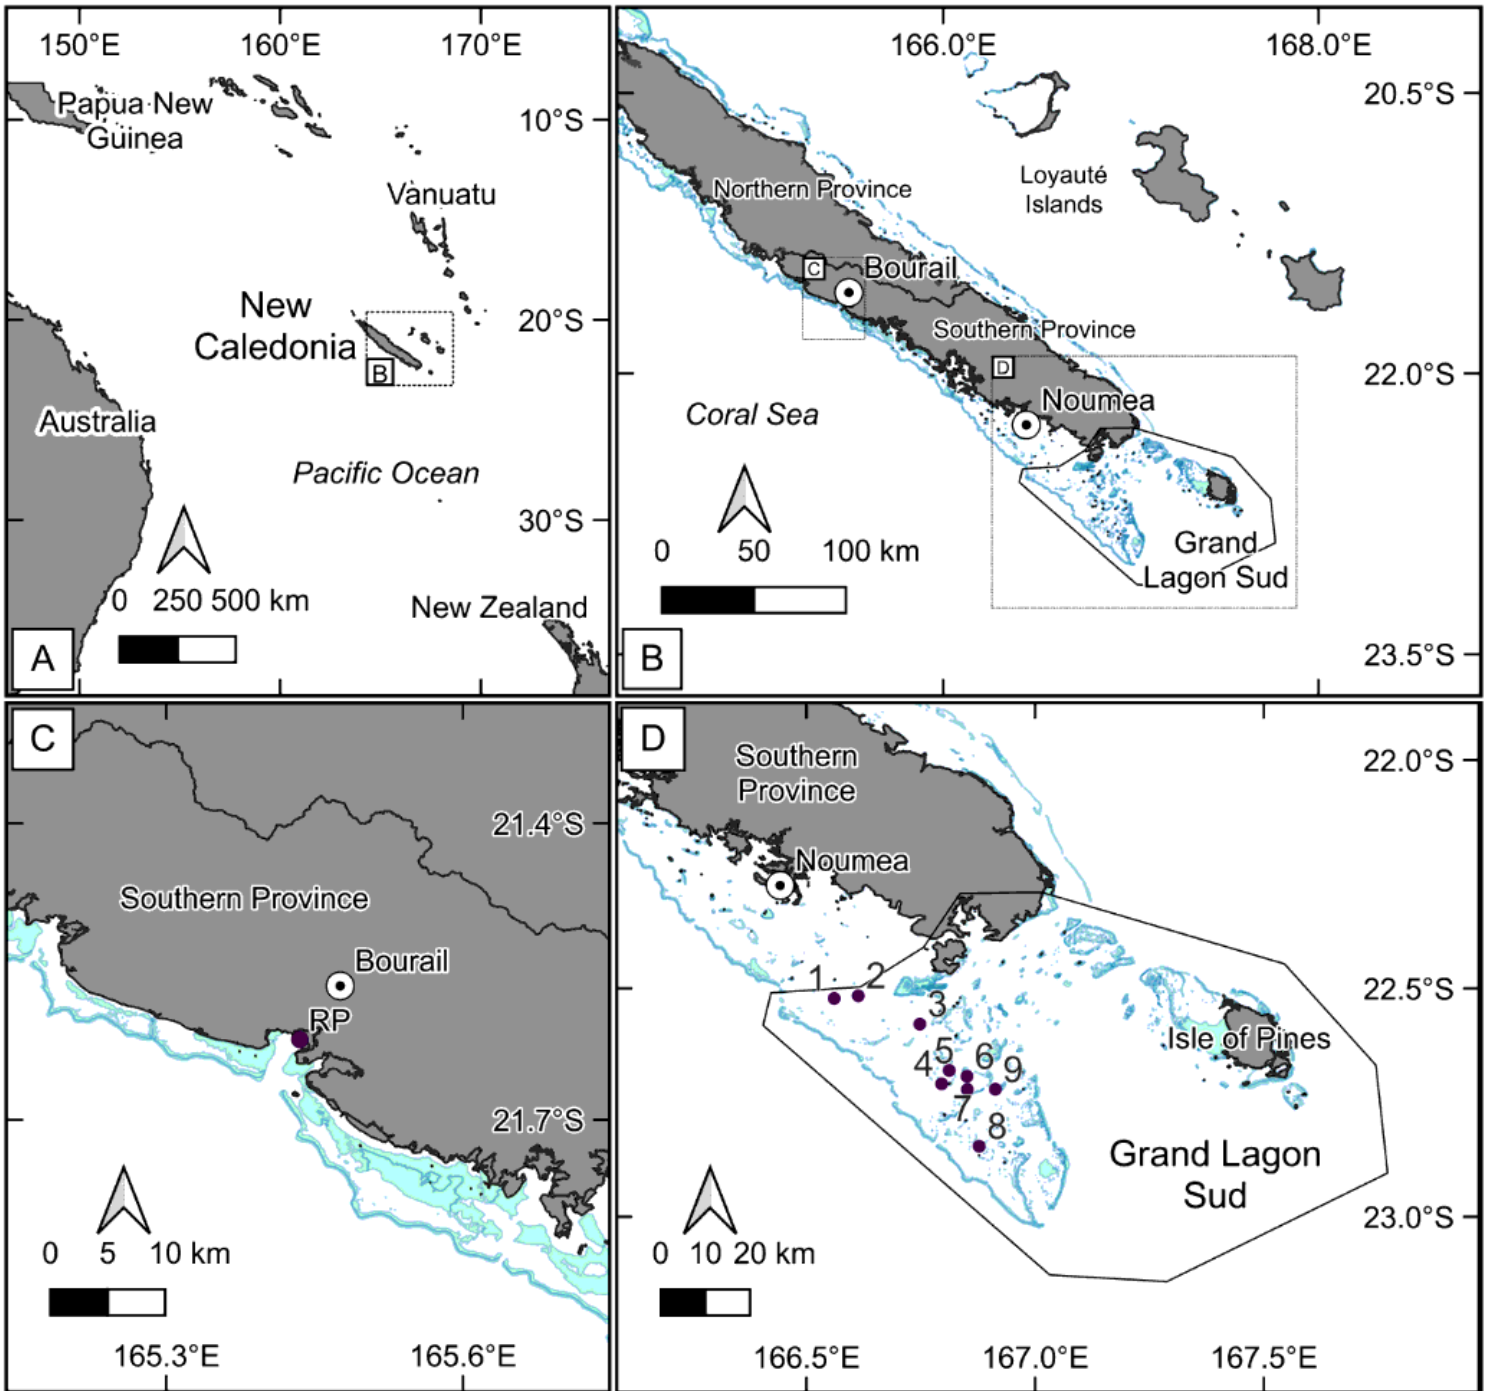 150°E
160°E
170°E
Papua New
Guinea
10°S
Vanuatu
New
Caledonia
20°S
B
Australia
Pacific Ocean
30°S
0 250 500 km
New Zealand
A
166.0°E
168.0°E
20.5°S
Loyauté
Islands
Northern Province
C
Bourail
Southern Province
D
22.0°S
Noumea
Coral Sea
0 50 100 km
Grand
Lagon Sud
B
23.5°S
C
21.4°S
Southern Province
Bourail
RP
21.7°S
0 5 10 km
165.3°E
165.6°E
D
Southern
Province
22.0°S
Noumea
1
2
22.5°S
3
Isle of Pines
5
6
4
9
7
8
Grand Lagon
Sud
23.0°S
0 10 20 km
166.5°E
167.0°E
167.5°E